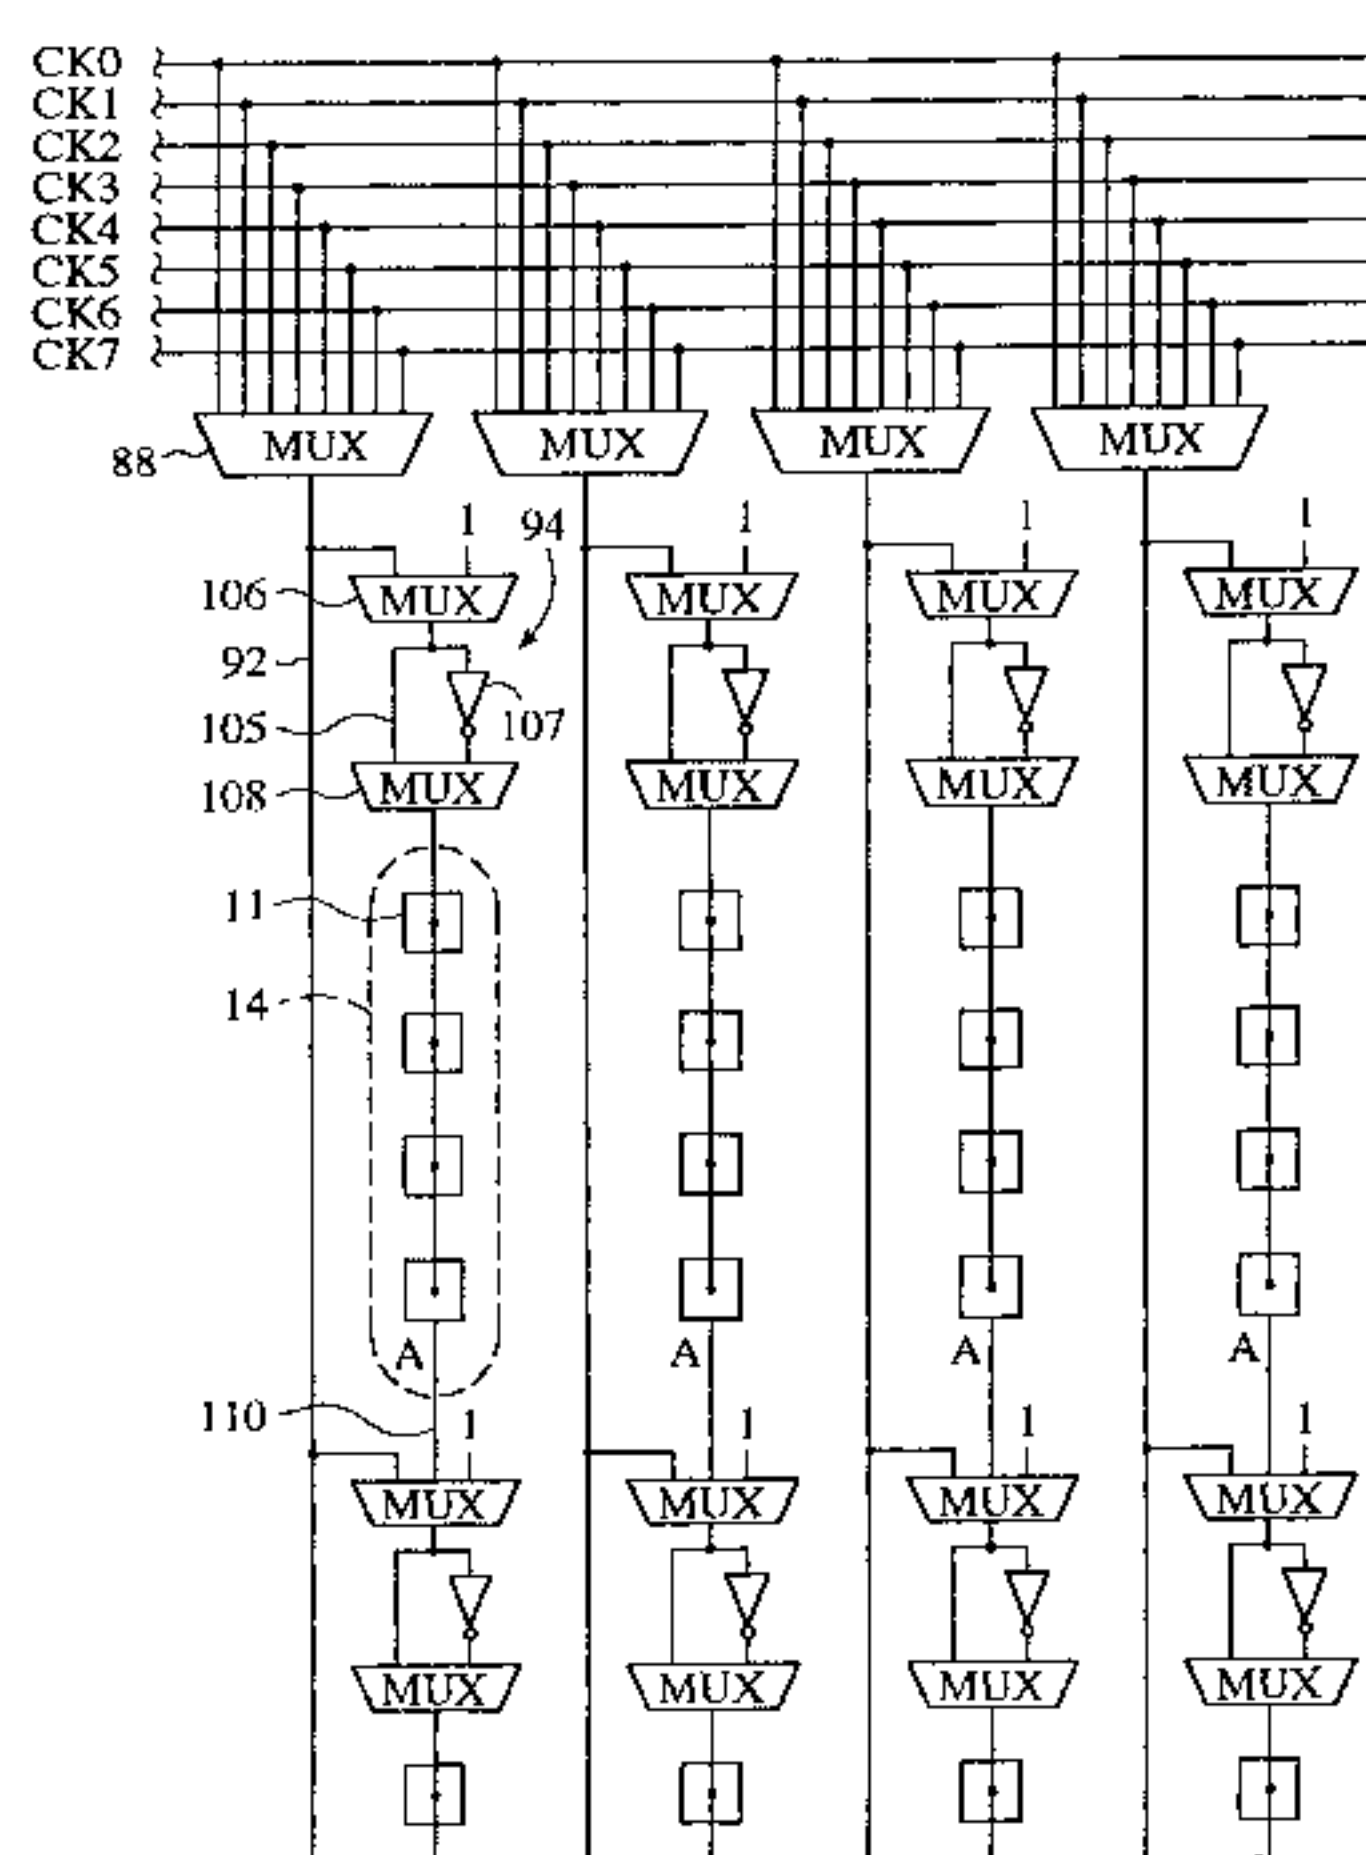 CK0
CK1
CK2
CK3
CK4
CK5
CK6
CK7
88 MUX MUX MUX MUX
1 94 1 1 1
106 MUX MUX MUX MUX
92
105 107
108 MUX MUX MUX MUX
11
14
A A A A
110 1 1 1 1
MUX MUX MUX MUX
MUX MUX MUX MUX